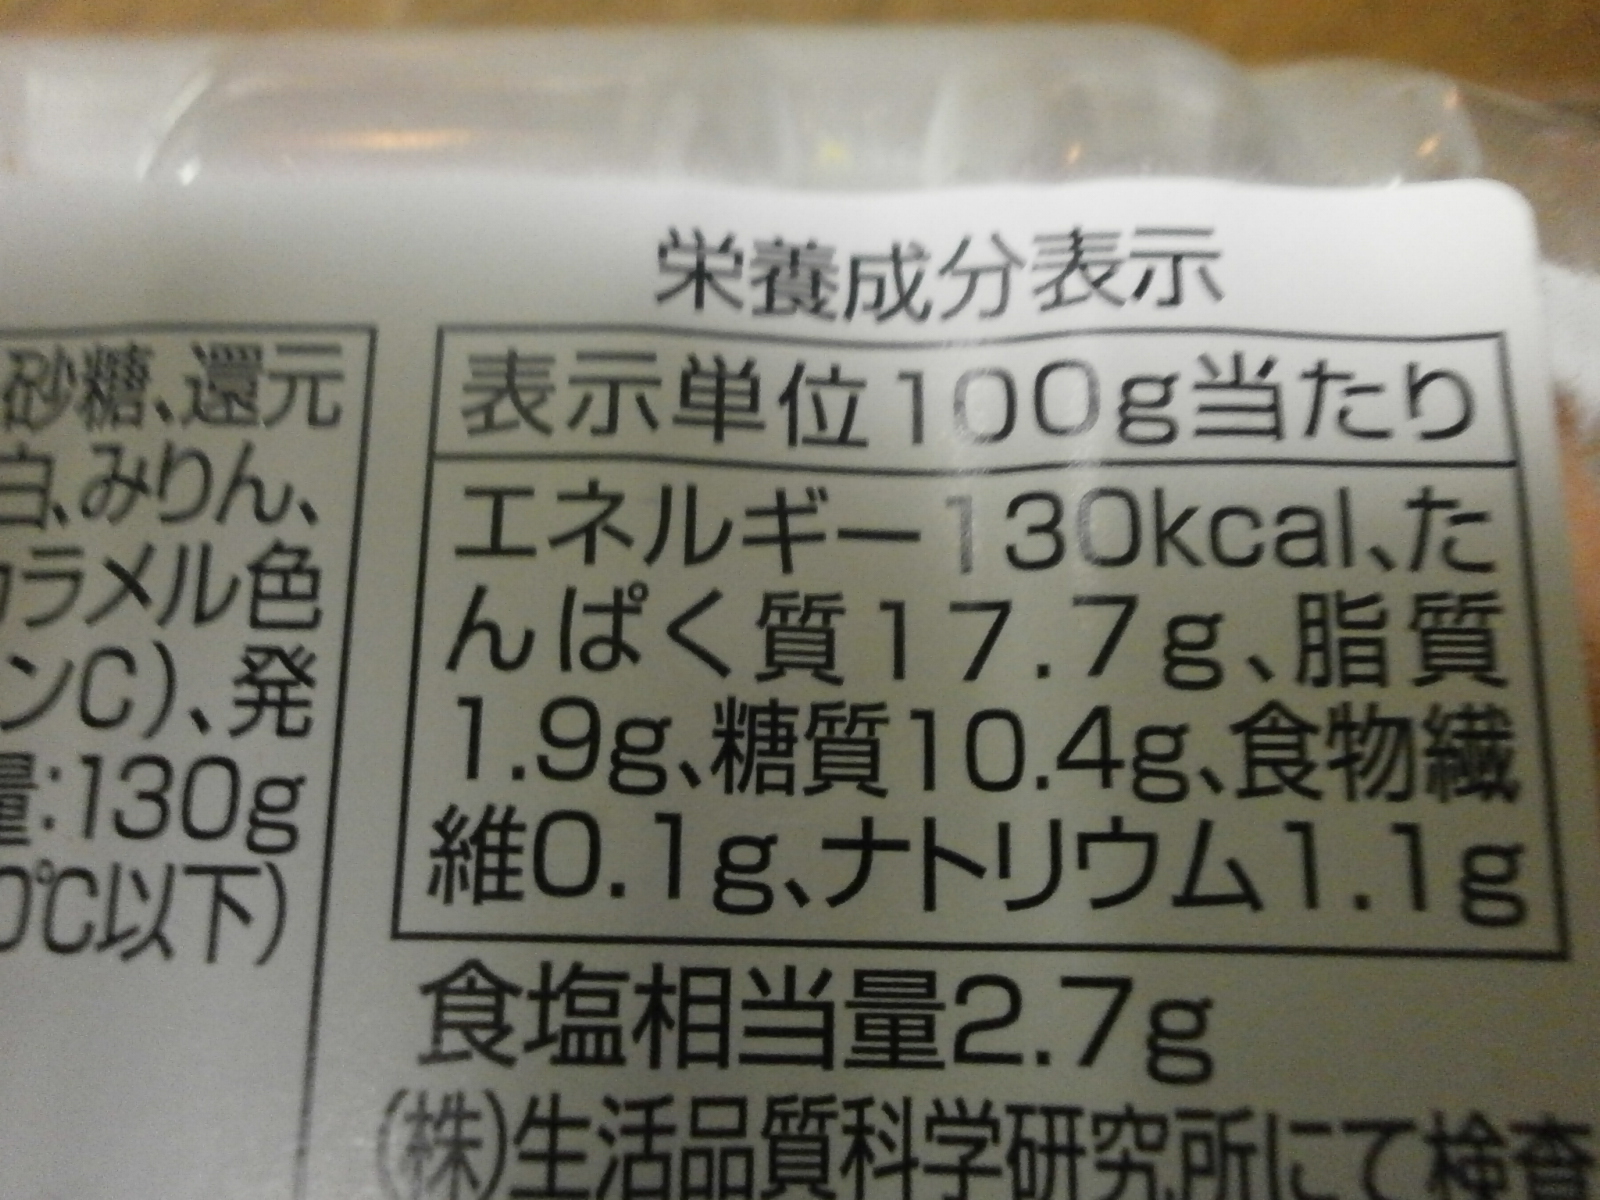 栄養成分表示
表示単位100g当たり
エネルギー130kcal、た
んぱく質17.7g、脂質
1.9g、糖質10.4g、食物繊
維0.1g、ナトリウム1.1g
食塩相当量2.7g
(株)生活品質科学研究所にて検査
砂糖、還元
白、みりん、
カラメル色
ンC)、発
量:130g
0℃以下)